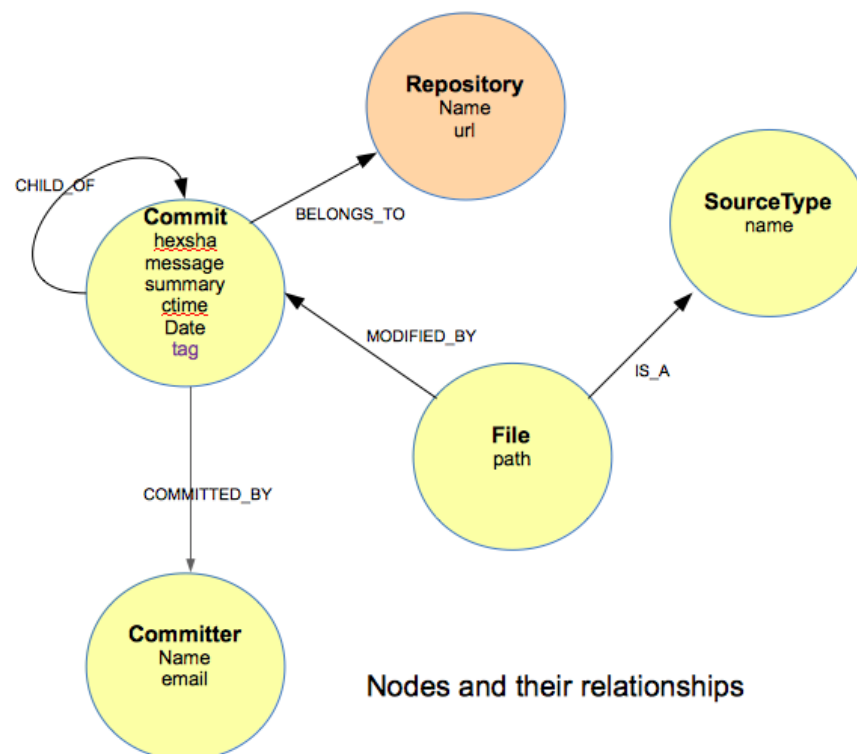 Repository
Name
url
CHILD_OF
BELONGS_TO
Commit
hexsha
message
summary
ctime
Date
tag
SourceType
name
MODIFIED_BY
IS_A
File
path
COMMITTED_BY
Committer
Name
email
Nodes and their relationships